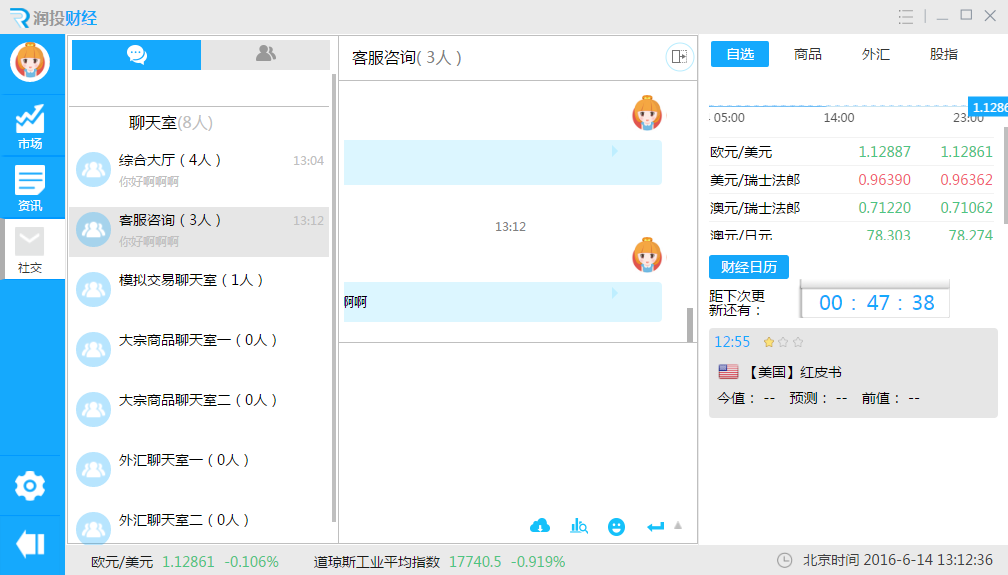 润投财经
市场
资讯
社交
聊天室(8人)
综合大厅（4人） 13:04
你好啊啊啊
客服咨询（3人） 13:12
你好啊啊啊
模拟交易聊天室（1人）
大宗商品聊天室一（0人）
大宗商品聊天室二（0人）
外汇聊天室一（0人）
外汇聊天室二（0人）
客服咨询(3人)
13:12
啊啊
自选 商品 外汇 股指
1.1286
05:00 14:00 23:00
欧元/美元 1.12887 1.12861
美元/瑞士法郎 0.96390 0.96362
澳元/瑞士法郎 0.71220 0.71062
澳元/日元 78.303 78.274
财经日历
距下次更
新还有：
00 : 47 : 38
12:55
【美国】红皮书
今值： -- 预测： -- 前值： --
欧元/美元 1.12861 -0.106% 道琼斯工业平均指数 17740.5 -0.919% 北京时间 2016-6-14 13:12:36